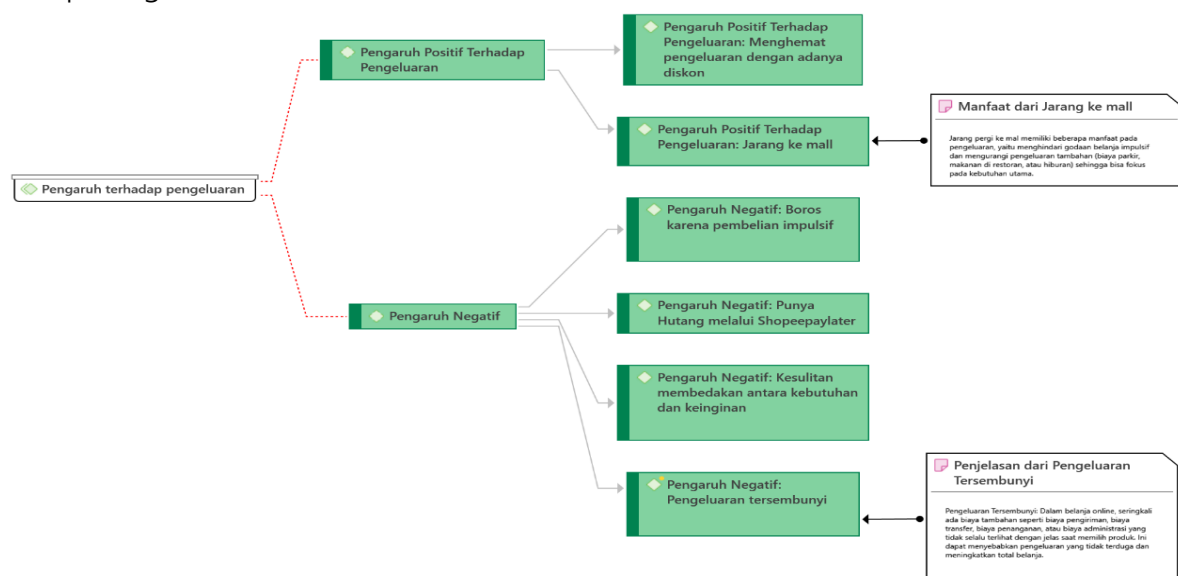 Pengaruh terhadap pengeluaran
Pengaruh Positif Terhadap
Pengeluaran
Pengaruh Positif Terhadap
Pengeluaran: Menghemat
pengeluaran dengan adanya
diskon
Pengaruh Positif Terhadap
Pengeluaran: Jarang ke mall
Manfaat dari Jarang ke mall
Jarang pergi ke mal memiliki beberapa manfaat pada
pengeluaran, yaitu menghindari godaan belanja impulsif
dan mengurangi pengeluaran tambahan (biaya parkir,
makanan di restoran, atau hiburan) sehingga bisa fokus
pada kebutuhan utama.
Pengaruh Negatif
Pengaruh Negatif: Boros
karena pembelian impulsif
Pengaruh Negatif: Punya
Hutang melalui Shopeepaylater
Pengaruh Negatif: Kesulitan
membedakan antara kebutuhan
dan keinginan
Pengaruh Negatif:
Pengeluaran tersembunyi
Penjelasan dari Pengeluaran
Tersembunyi
Pengeluaran Tersembunyi: Dalam belanja online, seringkali
ada biaya tambahan seperti biaya pengiriman, biaya
transfer, biaya penanganan, atau biaya administrasi yang
tidak selalu terlihat dengan jelas saat memilih produk. Ini
dapat menyebabkan pengeluaran yang tidak terduga dan
meningkatkan total belanja.